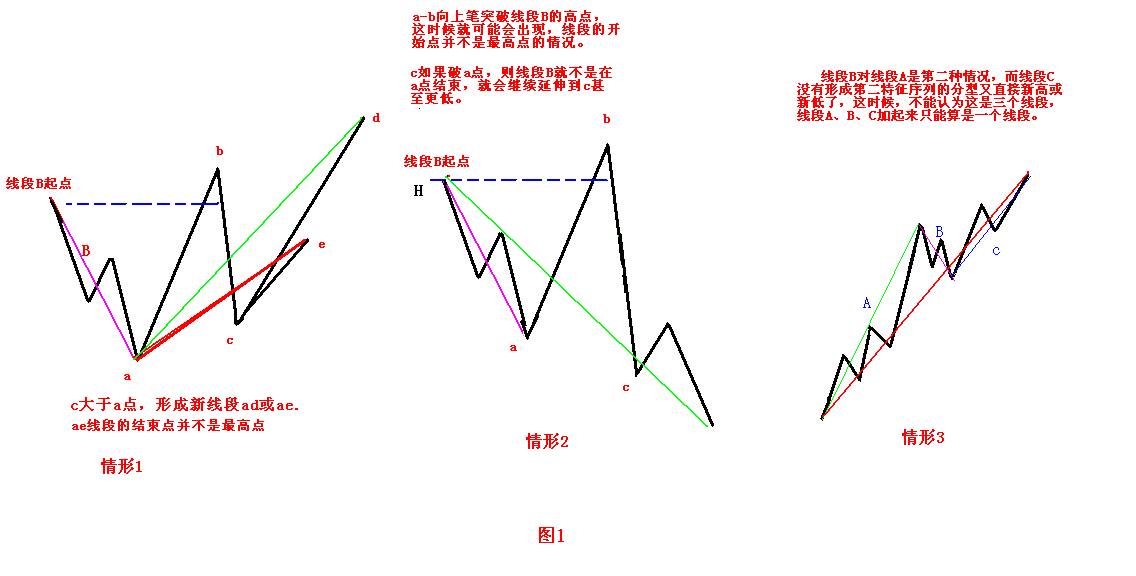 a-b向上笔突破线段B的高点，
这时候就可能会出现，线段的开
始点并不是最高点的情况。
c如果破a点，则线段B就不是在
a点结束，就会继续延伸到c甚
至更低。
线段B对线段A是第二种情况，而线段C
没有形成第二特征序列的分型又直接新高或
新低了，这时候，不能认为这是三个线段，
线段A、B、C加起来只能算是一个线段。
线段B起点
b
d
B
e
c
a
c大于a点，形成新线段ad或ae.
ae线段的结束点并不是最高点
情形1
线段B起点
H
b
a
c
情形2
A
B
C
情形3
图1